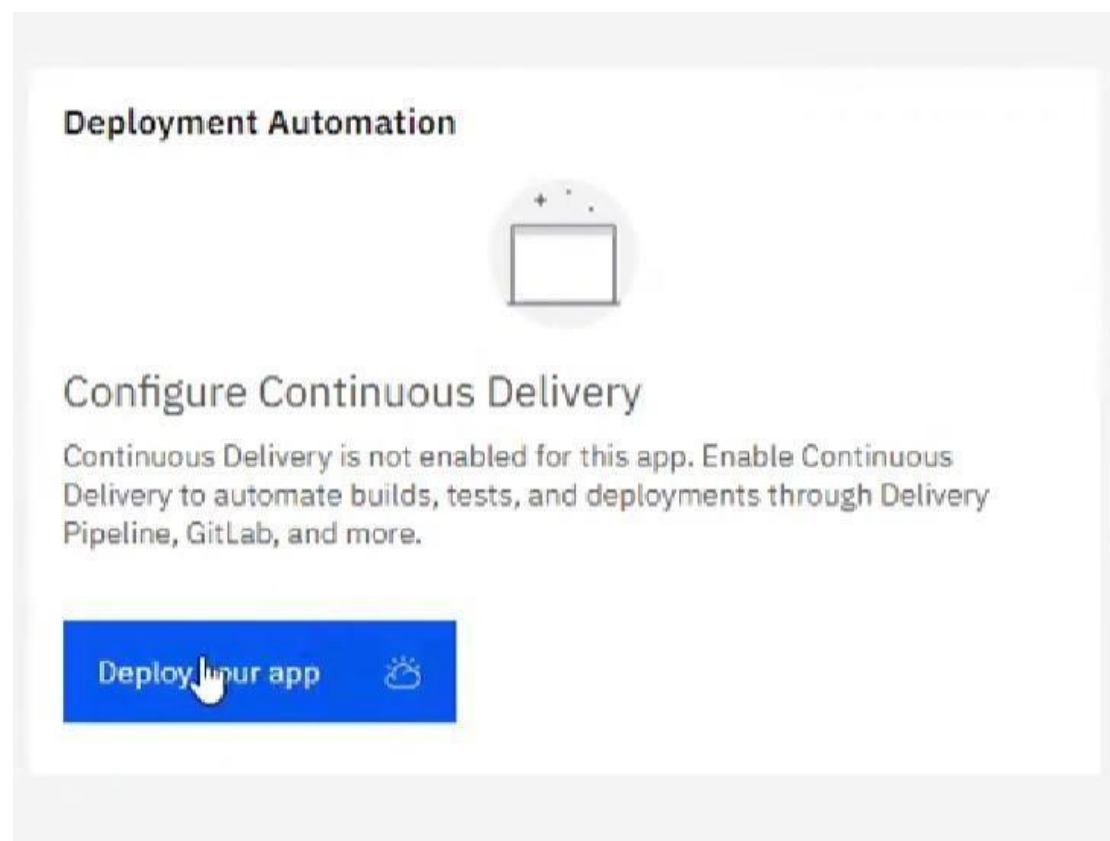 Deployment Automation
Configure Continuous Delivery
Continuous Delivery is not enabled for this app. Enable Continuous
Delivery to automate builds, tests, and deployments through Delivery
Pipeline, GitLab, and more.
Deploy your app